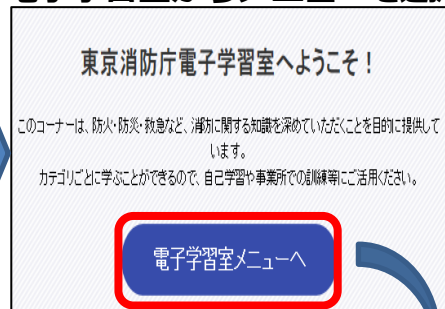 東京消防庁電子学習室へようこそ！
このコーナーは、防火・防災・救急など、消防に関する知識を深めていただくことを目的に提供して
います。
カテゴリごとに学ぶことができるので、自己学習や事業所での訓練等にご活用ください。
電子学習室メニューへ